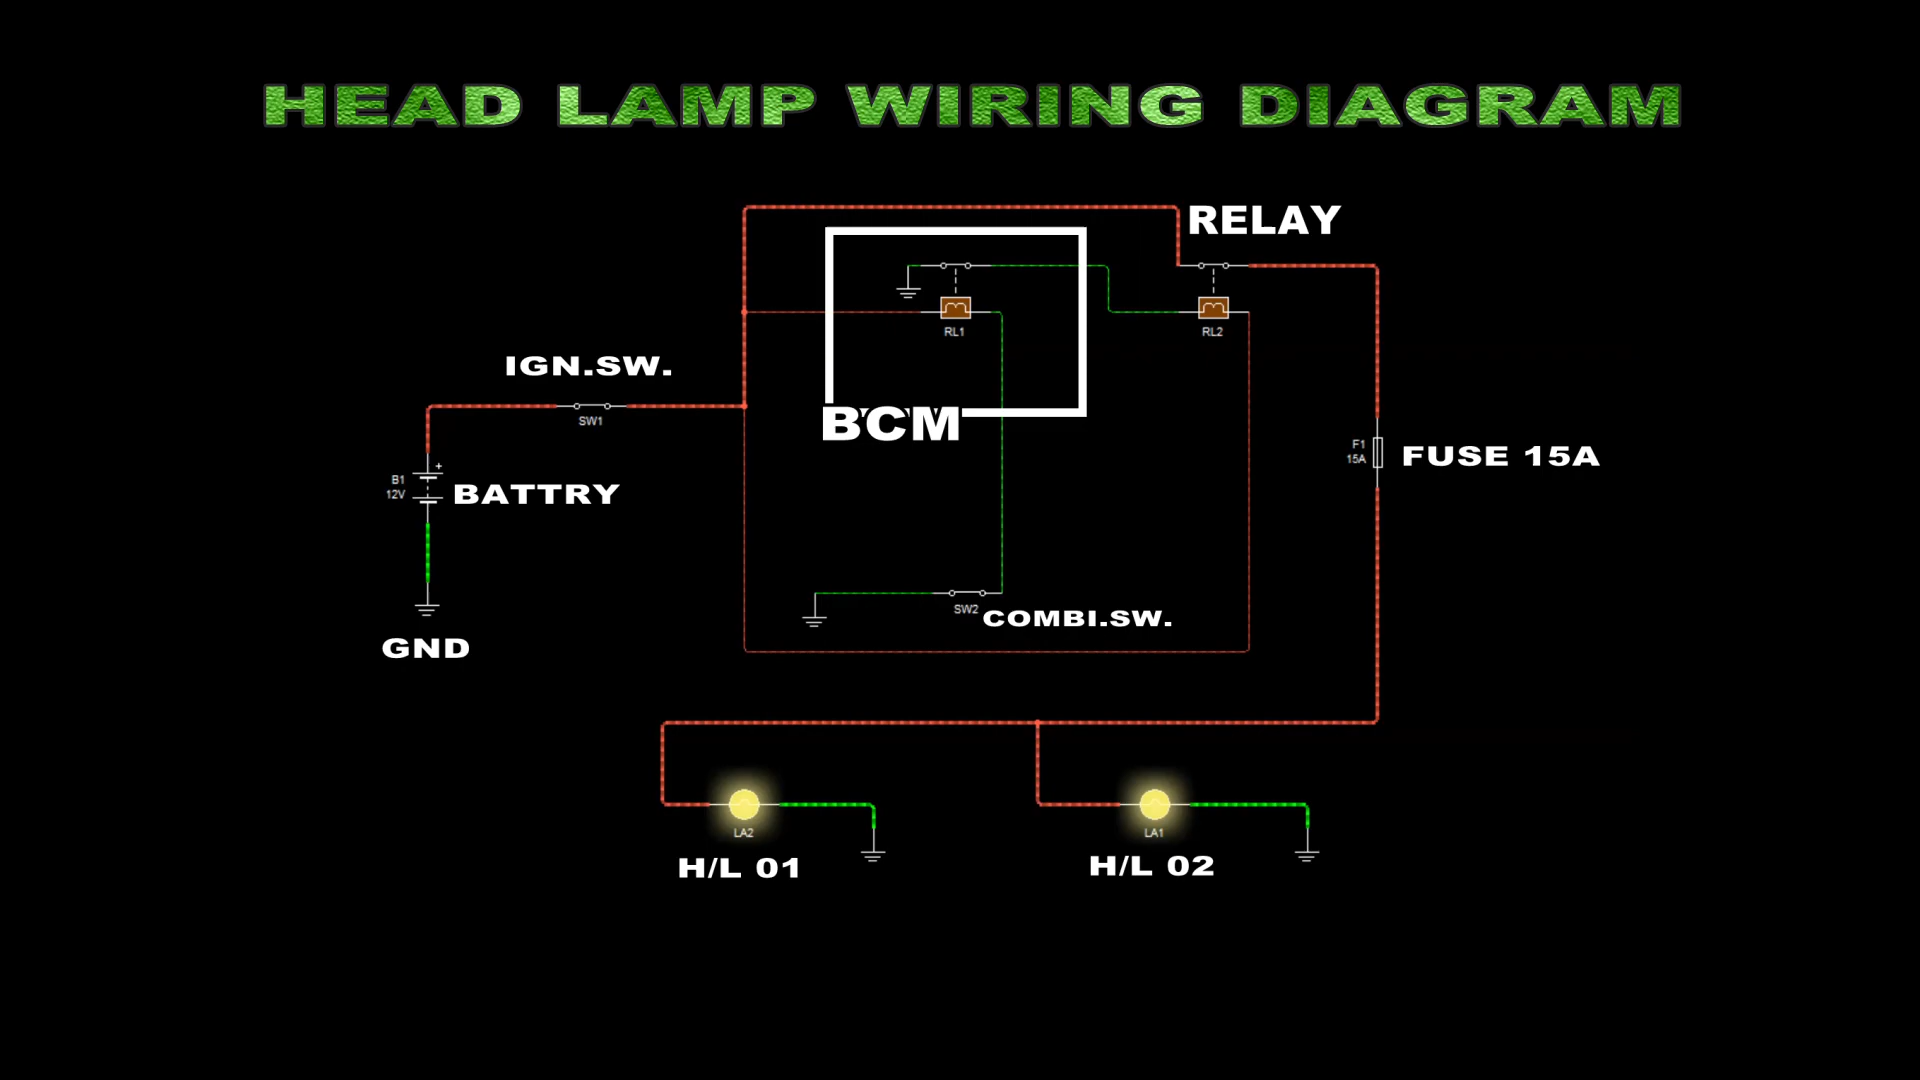 HEAD LAMP WIRING DIAGRAM
RELAY
RL1
RL2
IGN.SW.
SW1
BCM
F1
15A
FUSE 15A
+
B1
12V
BATTRY
SW2
COMBI.SW.
GND
LA2
LA1
H/L 01
H/L 02